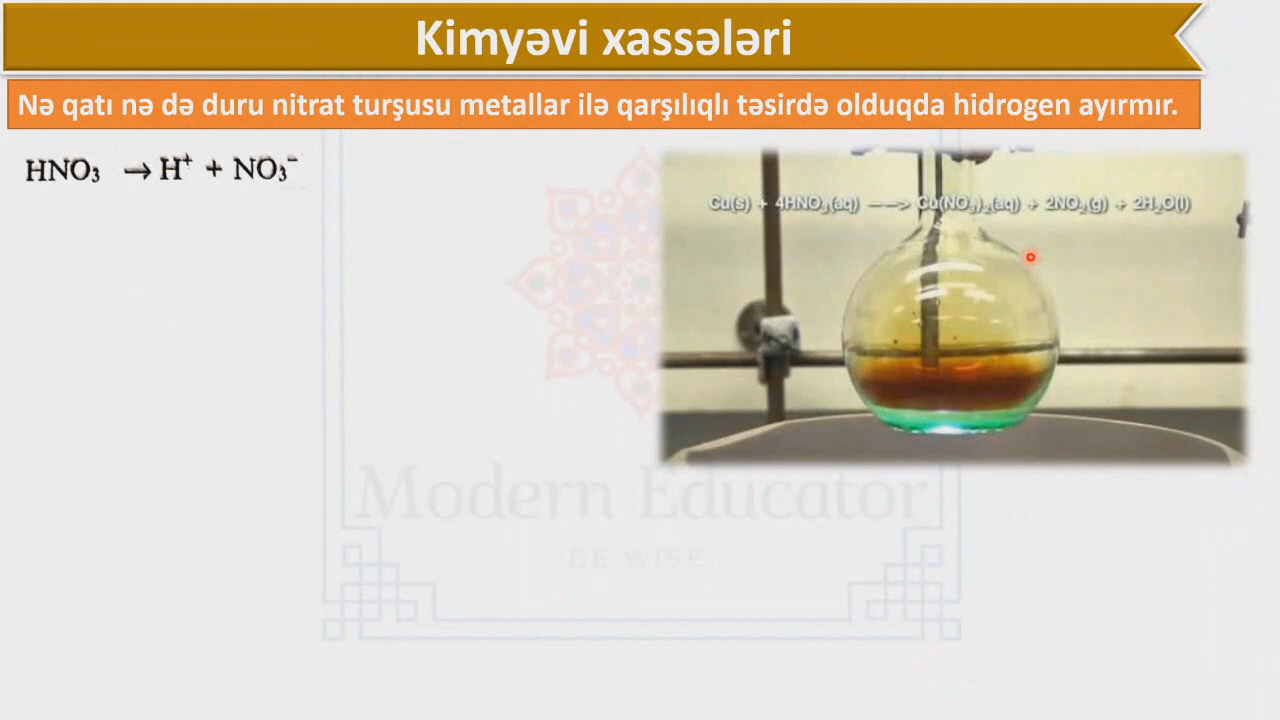 Kimyəvi xassələri
Nə qatı nə də duru nitrat turşusu metallar ilə qarşılıqlı təsirdə olduqda hidrogen ayırmır.
HNO₃ → H⁺ + NO₃⁻
Cu(s) + 4HNO₃(aq) ––> Cu(NO₃)₂(aq) + 2NO₂(g) + 2H₂O(l)
Modern Educator
BE WISE